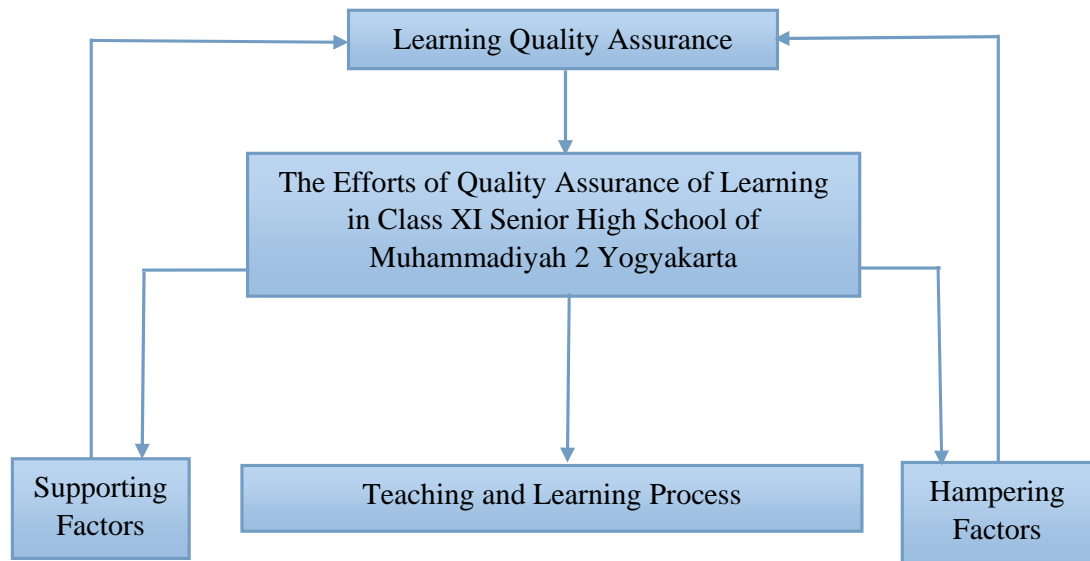 Learning Quality Assurance
The Efforts of Quality Assurance of Learning
in Class XI Senior High School of
Muhammadiyah 2 Yogyakarta
Supporting
Factors
Teaching and Learning Process
Hampering
Factors